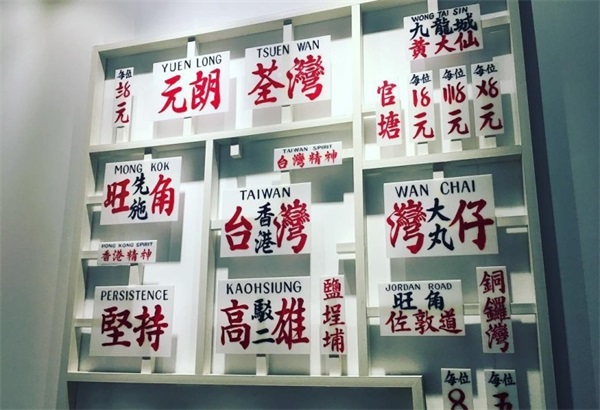 每位
元
YUEN LONG
元朗
TSUEN WAN
荃灣
WONG TAI SIN
九龍城
黃大仙
官塘
每位
18
元
每位
元
每位
元
TAIWAN SPIRIT
台灣精神
MONG KOK
旺角
先施
HONG KONG SPIRIT
香港精神
TAIWAN
台灣
香港
WAN CHAI
灣仔
大丸
PERSISTENCE
堅持
KAOHSIUNG
高雄
駁二
鹽埕埔
JORDAN ROAD
旺角
佐敦道
銅鑼灣
每位
8
每位
五